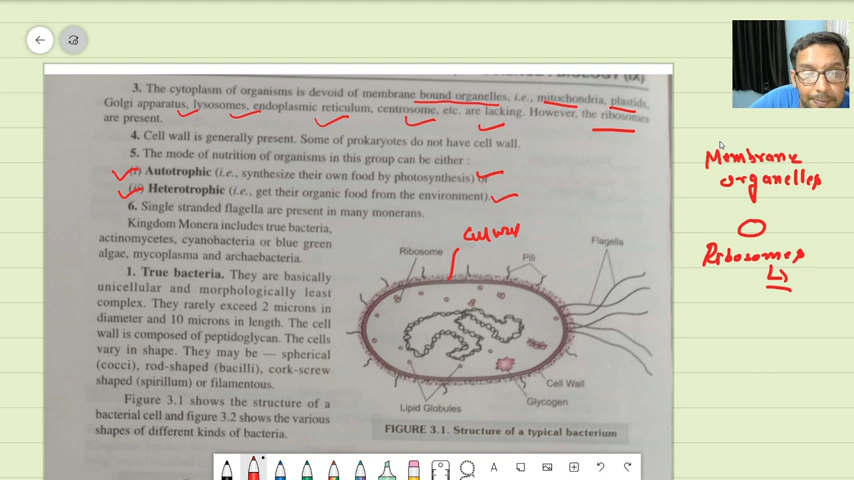 SCIENCE - BIOLOGY (IX)
3. The cytoplasm of organisms is devoid of membrane bound organelles, i.e., mitochondria, plastids,
Golgi apparatus, lysosomes, endoplasmic reticulum, centrosome, etc. are lacking. However, the ribosomes
are present.
4. Cell wall is generally present. Some of prokaryotes do not have cell wall.
5. The mode of nutrition of organisms in this group can be either :
(i) Autotrophic (i.e., synthesize their own food by photosynthesis) or
(ii) Heterotrophic (i.e., get their organic food from the environment).
6. Single stranded flagella are present in many monerans.
Kingdom Monera includes true bacteria,
actinomycetes, cyanobacteria or blue green
algae, mycoplasma and archaebacteria.
1. True bacteria. They are basically
unicellular and morphologically least
complex. They rarely exceed 2 microns in
diameter and 10 microns in length. The cell
wall is composed of peptidoglycan. The cells
vary in shape. They may be — spherical
(cocci), rod-shaped (bacilli), cork-screw
shaped (spirillum) or filamentous.
Figure 3.1 shows the structure of a
bacterial cell and figure 3.2 shows the various
shapes of different kinds of bacteria.
Ribosome
Pili
Flagella
Cell Wall
Glycogen
Lipid Globules
FIGURE 3.1. Structure of a typical bacterium
Membrane
organelles
Ribosomes
A